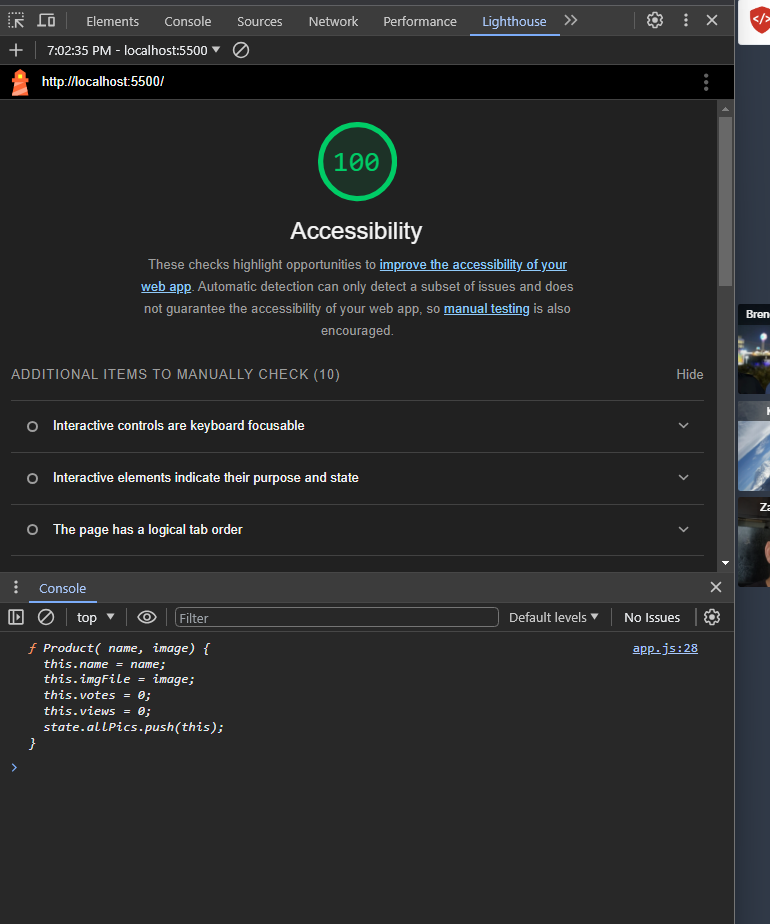 Elements Console Sources Network Performance Lighthouse
7:02:35 PM - localhost:5500
http://localhost:5500/
100
Accessibility
These checks highlight opportunities to improve the accessibility of your
web app. Automatic detection can only detect a subset of issues and does
not guarantee the accessibility of your web app, so manual testing is also
encouraged.
ADDITIONAL ITEMS TO MANUALLY CHECK (10) Hide
Interactive controls are keyboard focusable
Interactive elements indicate their purpose and state
The page has a logical tab order
Console
top Filter Default levels No Issues
ƒ Product( name, image) { app.js:28
this.name = name;
this.imgFile = image;
this.votes = 0;
this.views = 0;
state.allPics.push(this);
}